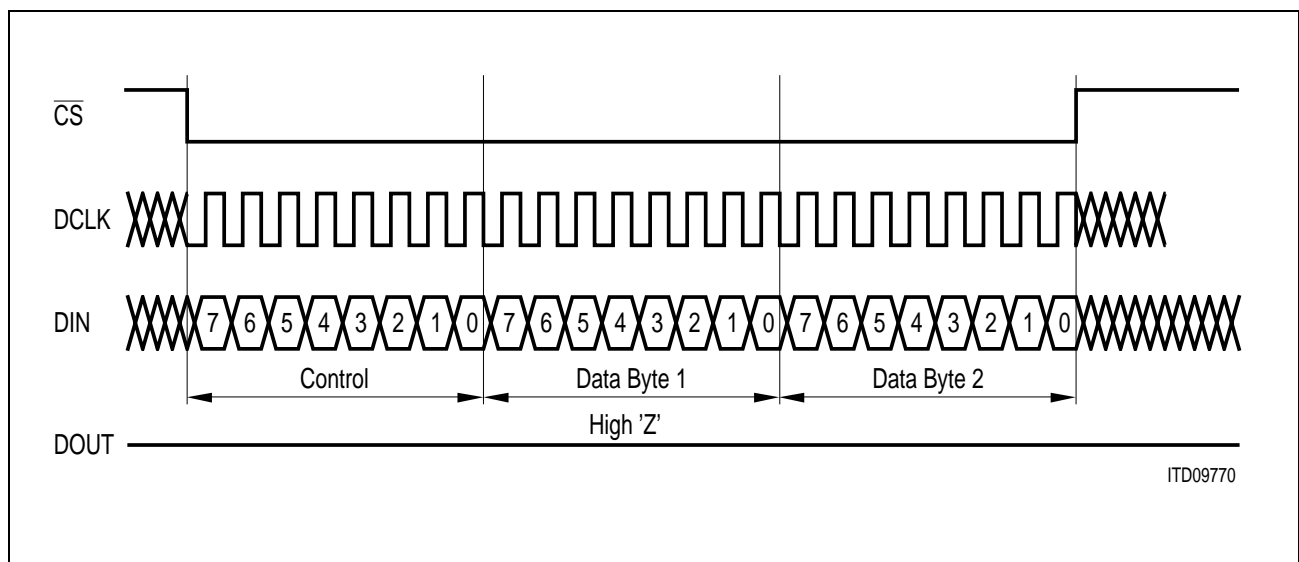 CS
DCLK
DIN 7 6 5 4 3 2 1 0 7 6 5 4 3 2 1 0 7 6 5 4 3 2 1 0
Control Data Byte 1 Data Byte 2
High 'Z'
DOUT
ITD09770